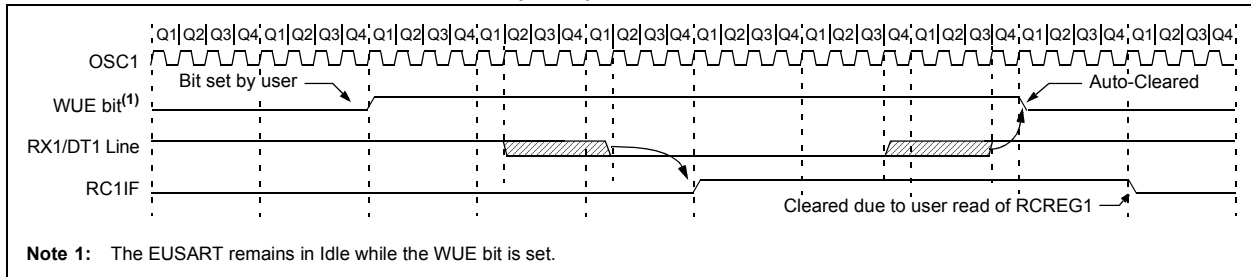 Q1 Q2 Q3 Q4 Q1 Q2 Q3 Q4 Q1 Q2 Q3 Q4 Q1 Q2 Q3 Q4 Q1 Q2 Q3 Q4 Q1 Q2 Q3 Q4 Q1 Q2 Q3 Q4 Q1 Q2 Q3 Q4 Q1 Q2 Q3 Q4 Q1 Q2 Q3 Q4
OSC1
Bit set by user
Auto-Cleared
WUE bit(1)
RX1/DT1 Line
RC1IF
Cleared due to user read of RCREG1
Note 1: The EUSART remains in Idle while the WUE bit is set.